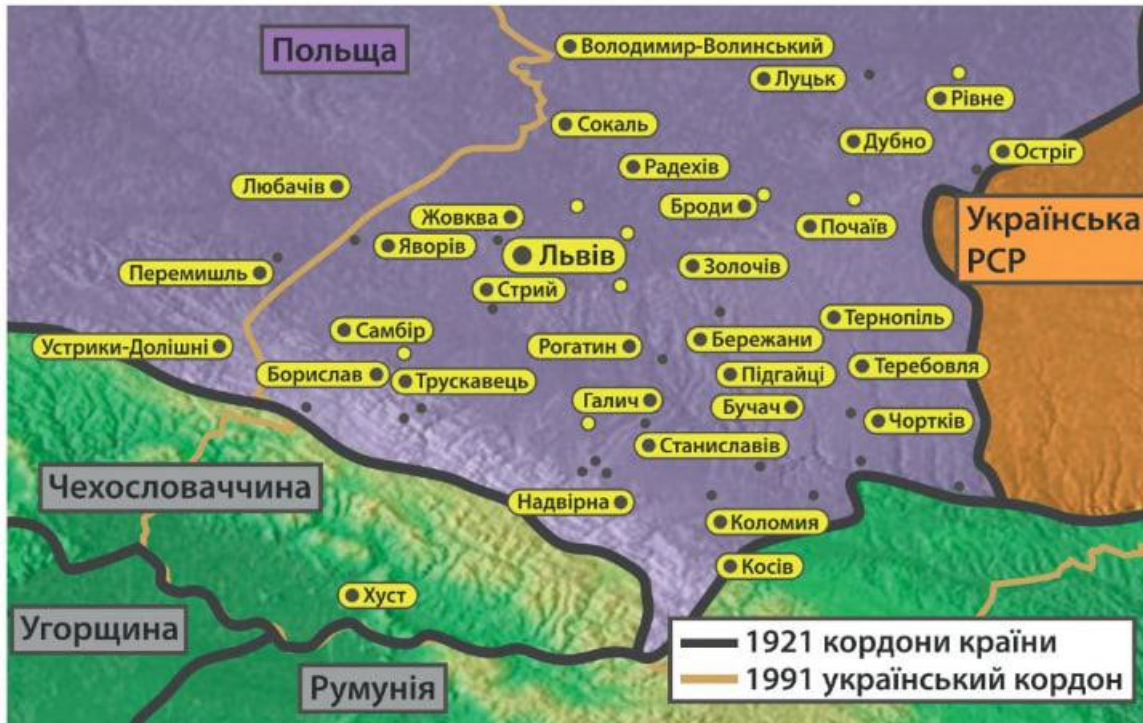 Польща
Володимир-Волинський
Луцьк
Рівне
Сокаль
Дубно
Остріг
Радехів
Любачів
Жовква
Броди
Почаїв
Українська
РСР
Яворів
Львів
Золочів
Перемишль
Стрий
Тернопіль
Самбір
Устрики-Долішні
Рогатин
Бережани
Борислав
Трускавець
Підгайці
Теребовля
Галич
Бучач
Чортків
Станиславів
Чехословаччина
Надвірна
Коломия
Косів
Хуст
Угорщина
Румунія
1921 кордони країни
1991 український кордон